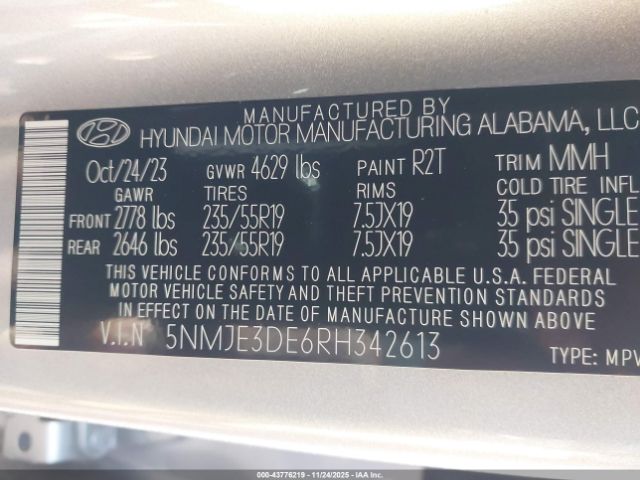 MANUFACTURED BY
HYUNDAI MOTOR MANUFACTURING ALABAMA, LLC
Oct/24/23 GVWR 4629 lbs PAINT R2T TRIM MMH
GAWR TIRES RIMS COLD TIRE INFL
FRONT 2778 lbs 235/55R19 7.5JX19 35 psi SINGLE
REAR 2646 lbs 235/55R19 7.5JX19 35 psi SINGLE
THIS VEHICLE CONFORMS TO ALL APPLICABLE U.S.A. FEDERAL
MOTOR VEHICLE SAFETY AND THEFT PREVENTION STANDARDS
IN EFFECT ON THE DATE OF MANUFACTURE SHOWN ABOVE.
V.I.N 5NMJE3DE6RH342613
TYPE: MPV
000-43776219 - 11/24/2025 - IAAI.COM